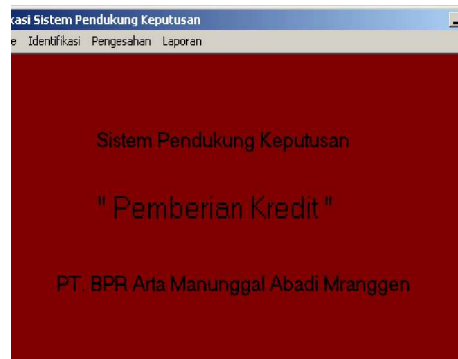 kasi Sistem Pendukung Keputusan
e Identifikasi Pengesahan Laporan
Sistem Pendukung Keputusan
" Pemberian Kredit "
PT. BPR Arta Manunggal Abadi Mranggen